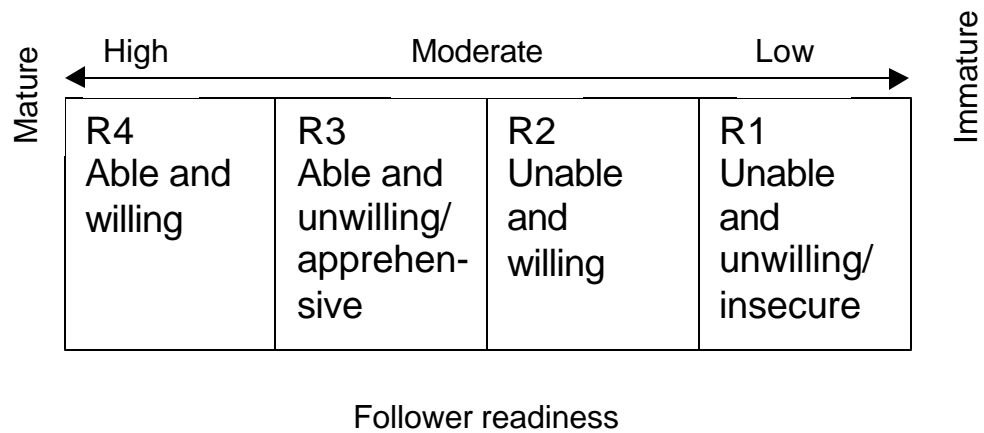 Mature
High Moderate Low
Immature
R4
Able and
willing
R3
Able and
unwilling/
apprehen-
sive
R2
Unable
and
willing
R1
Unable
and
unwilling/
insecure
Follower readiness